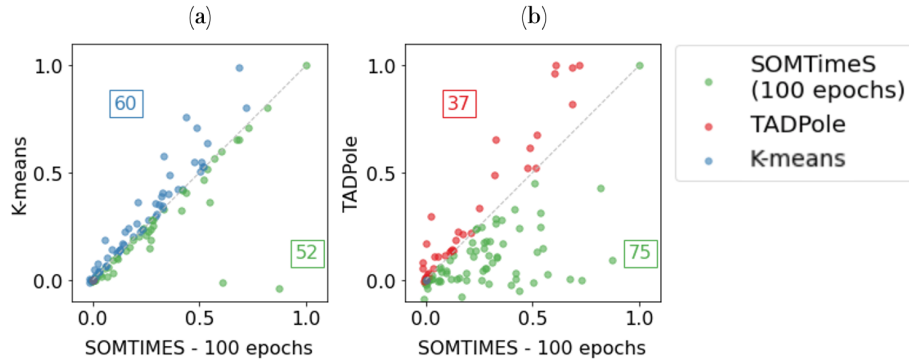 (a)
(b)
1.0
0.5
0.0
K-means
60
52
0.0
0.5
1.0
SOMTIMES - 100 epochs
1.0
0.5
0.0
TADPole
37
75
0.0
0.5
1.0
SOMTIMES - 100 epochs
SOMTimeS
(100 epochs)
TADPole
K-means